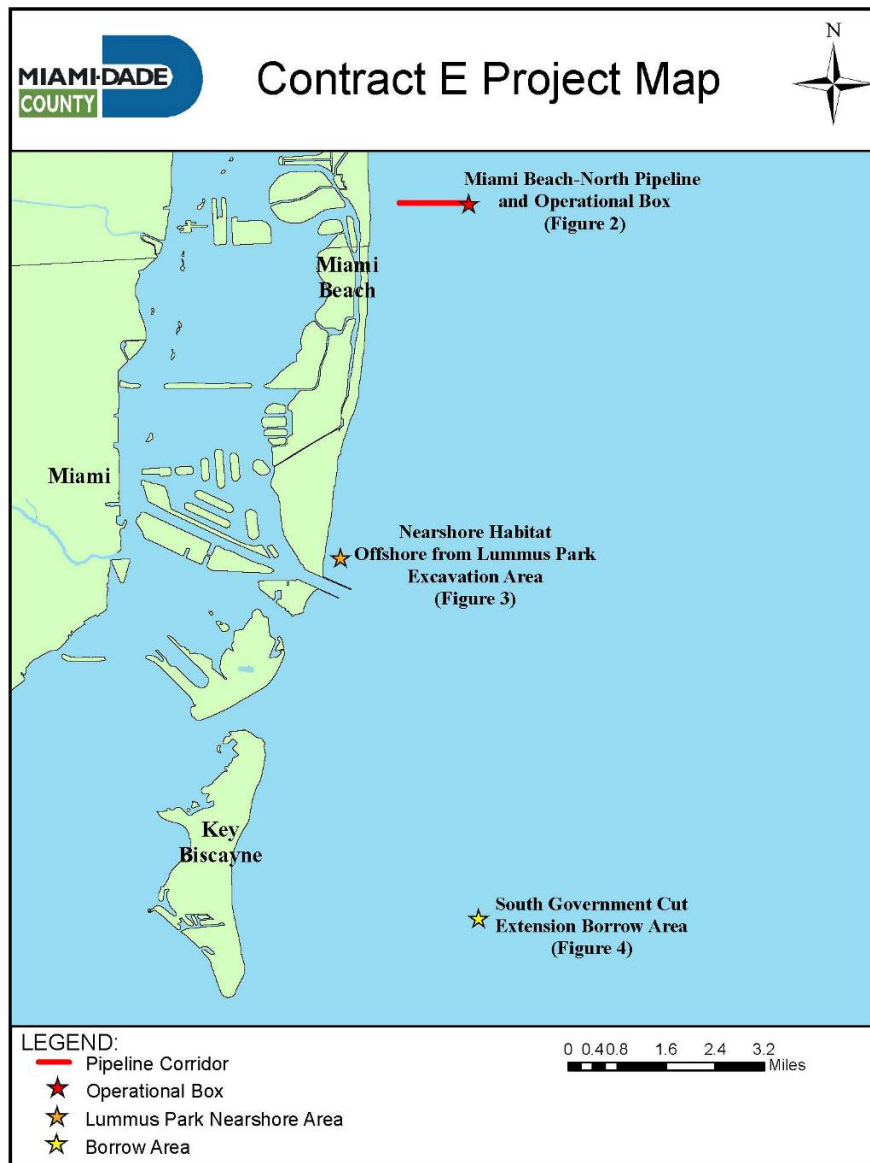 MIAMI-DADE
COUNTY
Contract E Project Map
N
Miami Beach-North Pipeline
and Operational Box
(Figure 2)
Miami
Beach
Miami
Nearshore Habitat
Offshore from Lummus Park
Excavation Area
(Figure 3)
Key
Biscayne
South Government Cut
Extension Borrow Area
(Figure 4)
LEGEND:
Pipeline Corridor
Operational Box
Lummus Park Nearshore Area
Borrow Area
0 0.40.8 1.6 2.4 3.2
Miles